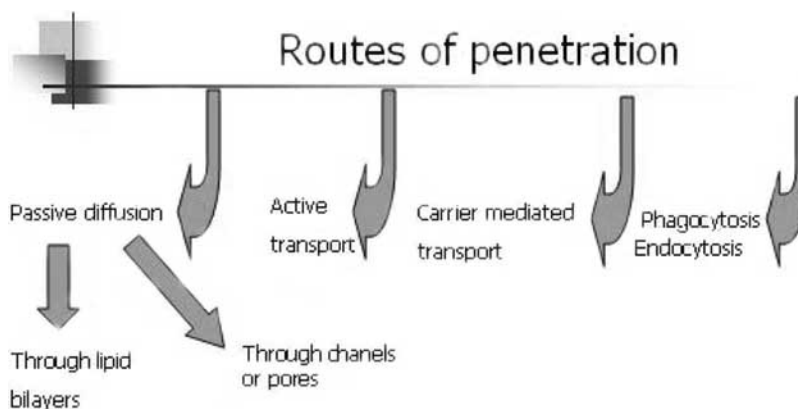 Routes of penetration
Passive diffusion
Active
transport
Carrier mediated
transport
Phagocytosis
Endocytosis
Through lipid
bilayers
Through chanels
or pores